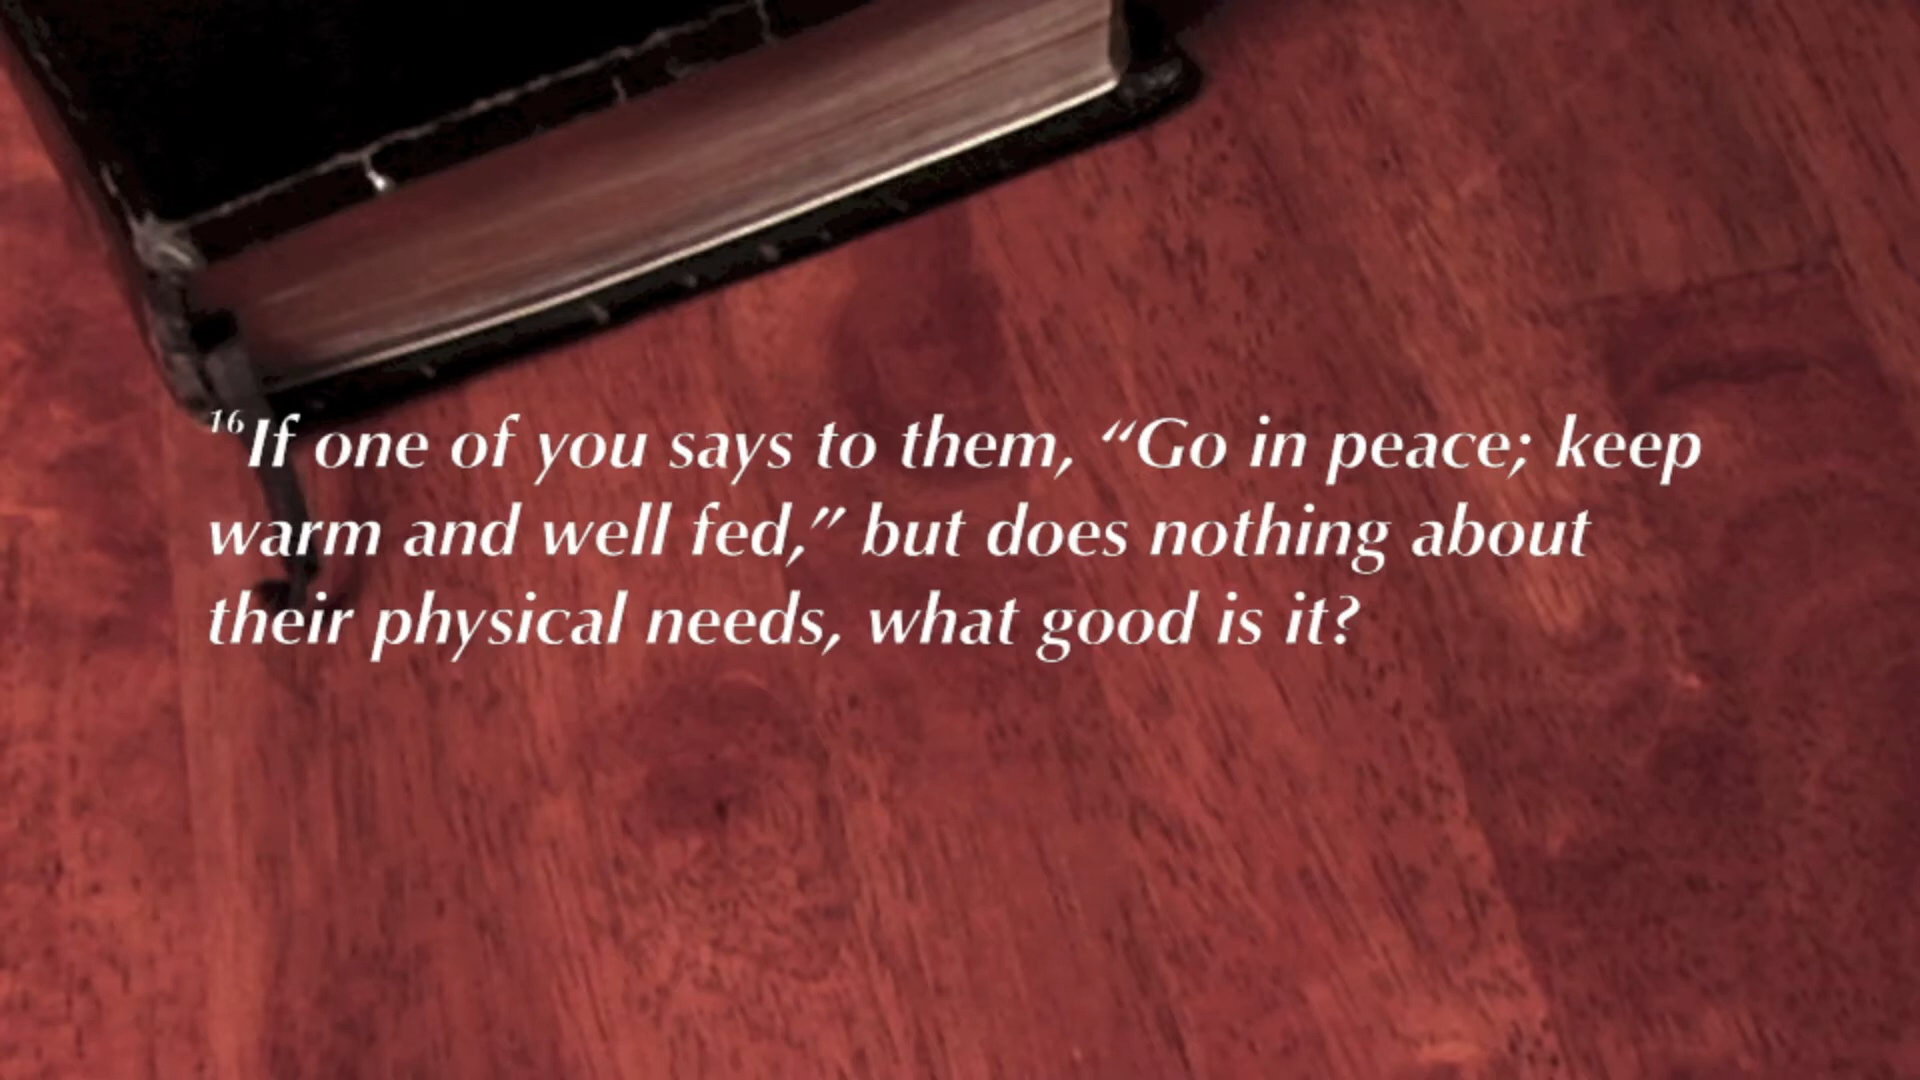 16If one of you says to them, “Go in peace; keep
warm and well fed,” but does nothing about
their physical needs, what good is it?